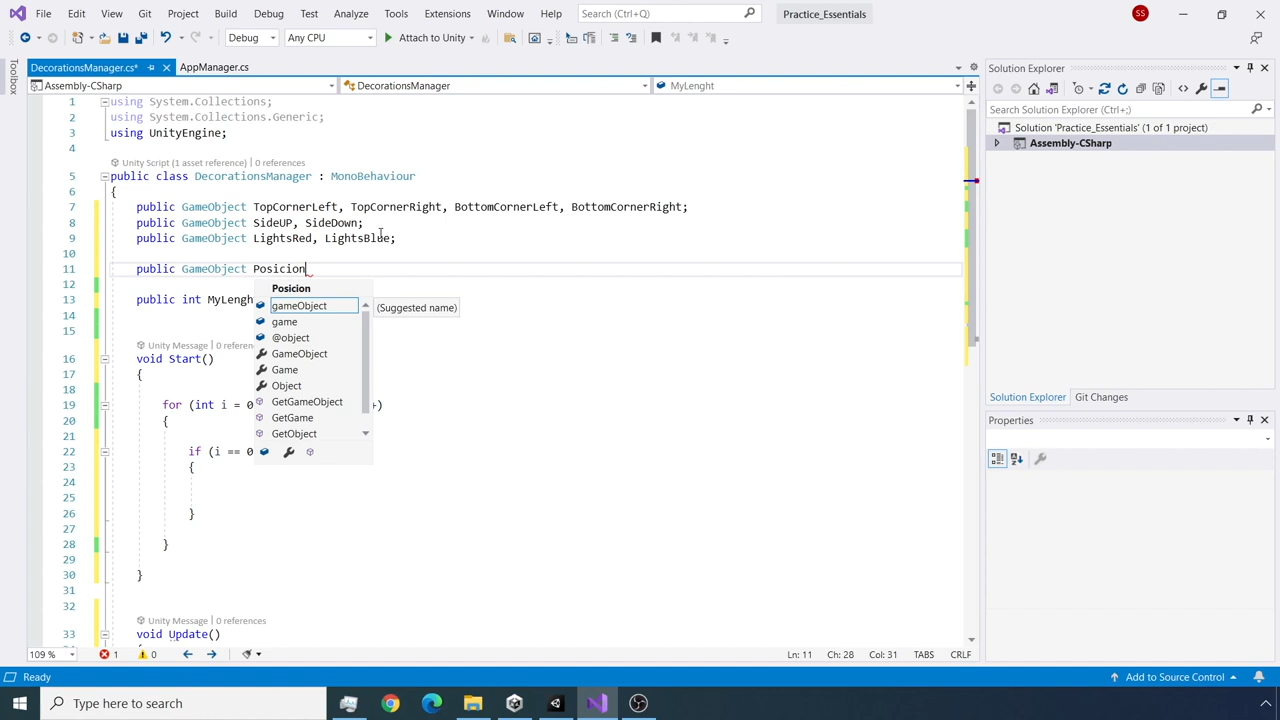 File Edit View Git Project Build Debug Test Analyze Tools Extensions Window Help Search (Ctrl+Q) Practice_Essentials SS
Debug Any CPU Attach to Unity
Toolbox
DecorationsManager.cs* AppManager.cs
Assembly-CSharp DecorationsManager MyLenght
1 using System.Collections;
2 using System.Collections.Generic;
3 using UnityEngine;
4
Unity Script (1 asset reference) | 0 references
5 public class DecorationsManager : MonoBehaviour
6 {
7 public GameObject TopCornerLeft, TopCornerRight, BottomCornerLeft, BottomCornerRight;
8 public GameObject SideUP, SideDown;
9 public GameObject LightsRed, LightsBlue;
10
11 public GameObject Posicion
12
13 public int MyLengh
14
15
Unity Message | 0 referen
16 void Start()
17 {
18
19 for (int i = 0 +)
20 {
21
22 if (i == 0
23 {
24
25
26 }
27
28 }
29
30 }
31
32
Unity Message | 0 references
33 void Update()
Posicion
gameObject (Suggested name)
game
@object
GameObject
Game
Object
GetGameObject
GetGame
GetObject
109 % 1 0 Ln: 11 Ch: 28 Col: 31 TABS CRLF
Solution Explorer
Search Solution Explorer (Ctrl+;)
Solution 'Practice_Essentials' (1 of 1 project)
Assembly-CSharp
Solution Explorer Git Changes
Properties
Ready Add to Source Control
Type here to search